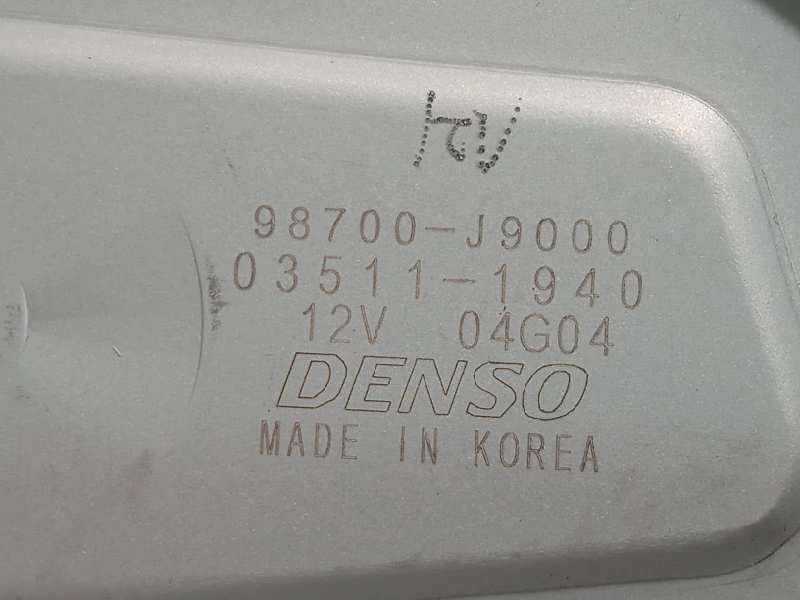 98700-J9000
03511-1940
12V 04G04
DENSO
MADE IN KOREA